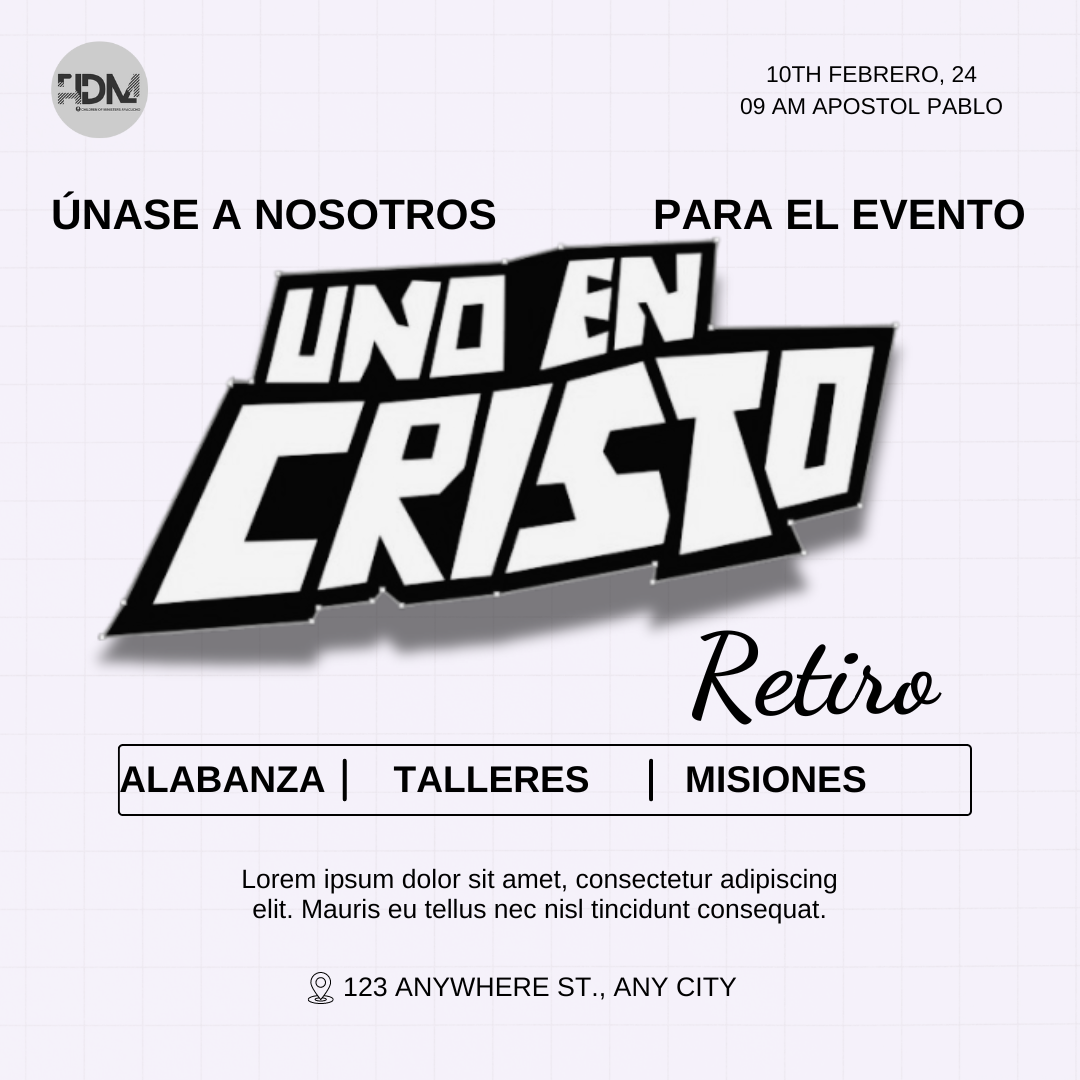 HDM
10TH FEBRERO, 24
09 AM APOSTOL PABLO
ÚNASE A NOSOTROS PARA EL EVENTO
UNO EN
CRISTO
Retiro
ALABANZA | TALLERES | MISIONES
Lorem ipsum dolor sit amet, consectetur adipiscing
elit. Mauris eu tellus nec nisl tincidunt consequat.
123 ANYWHERE ST., ANY CITY